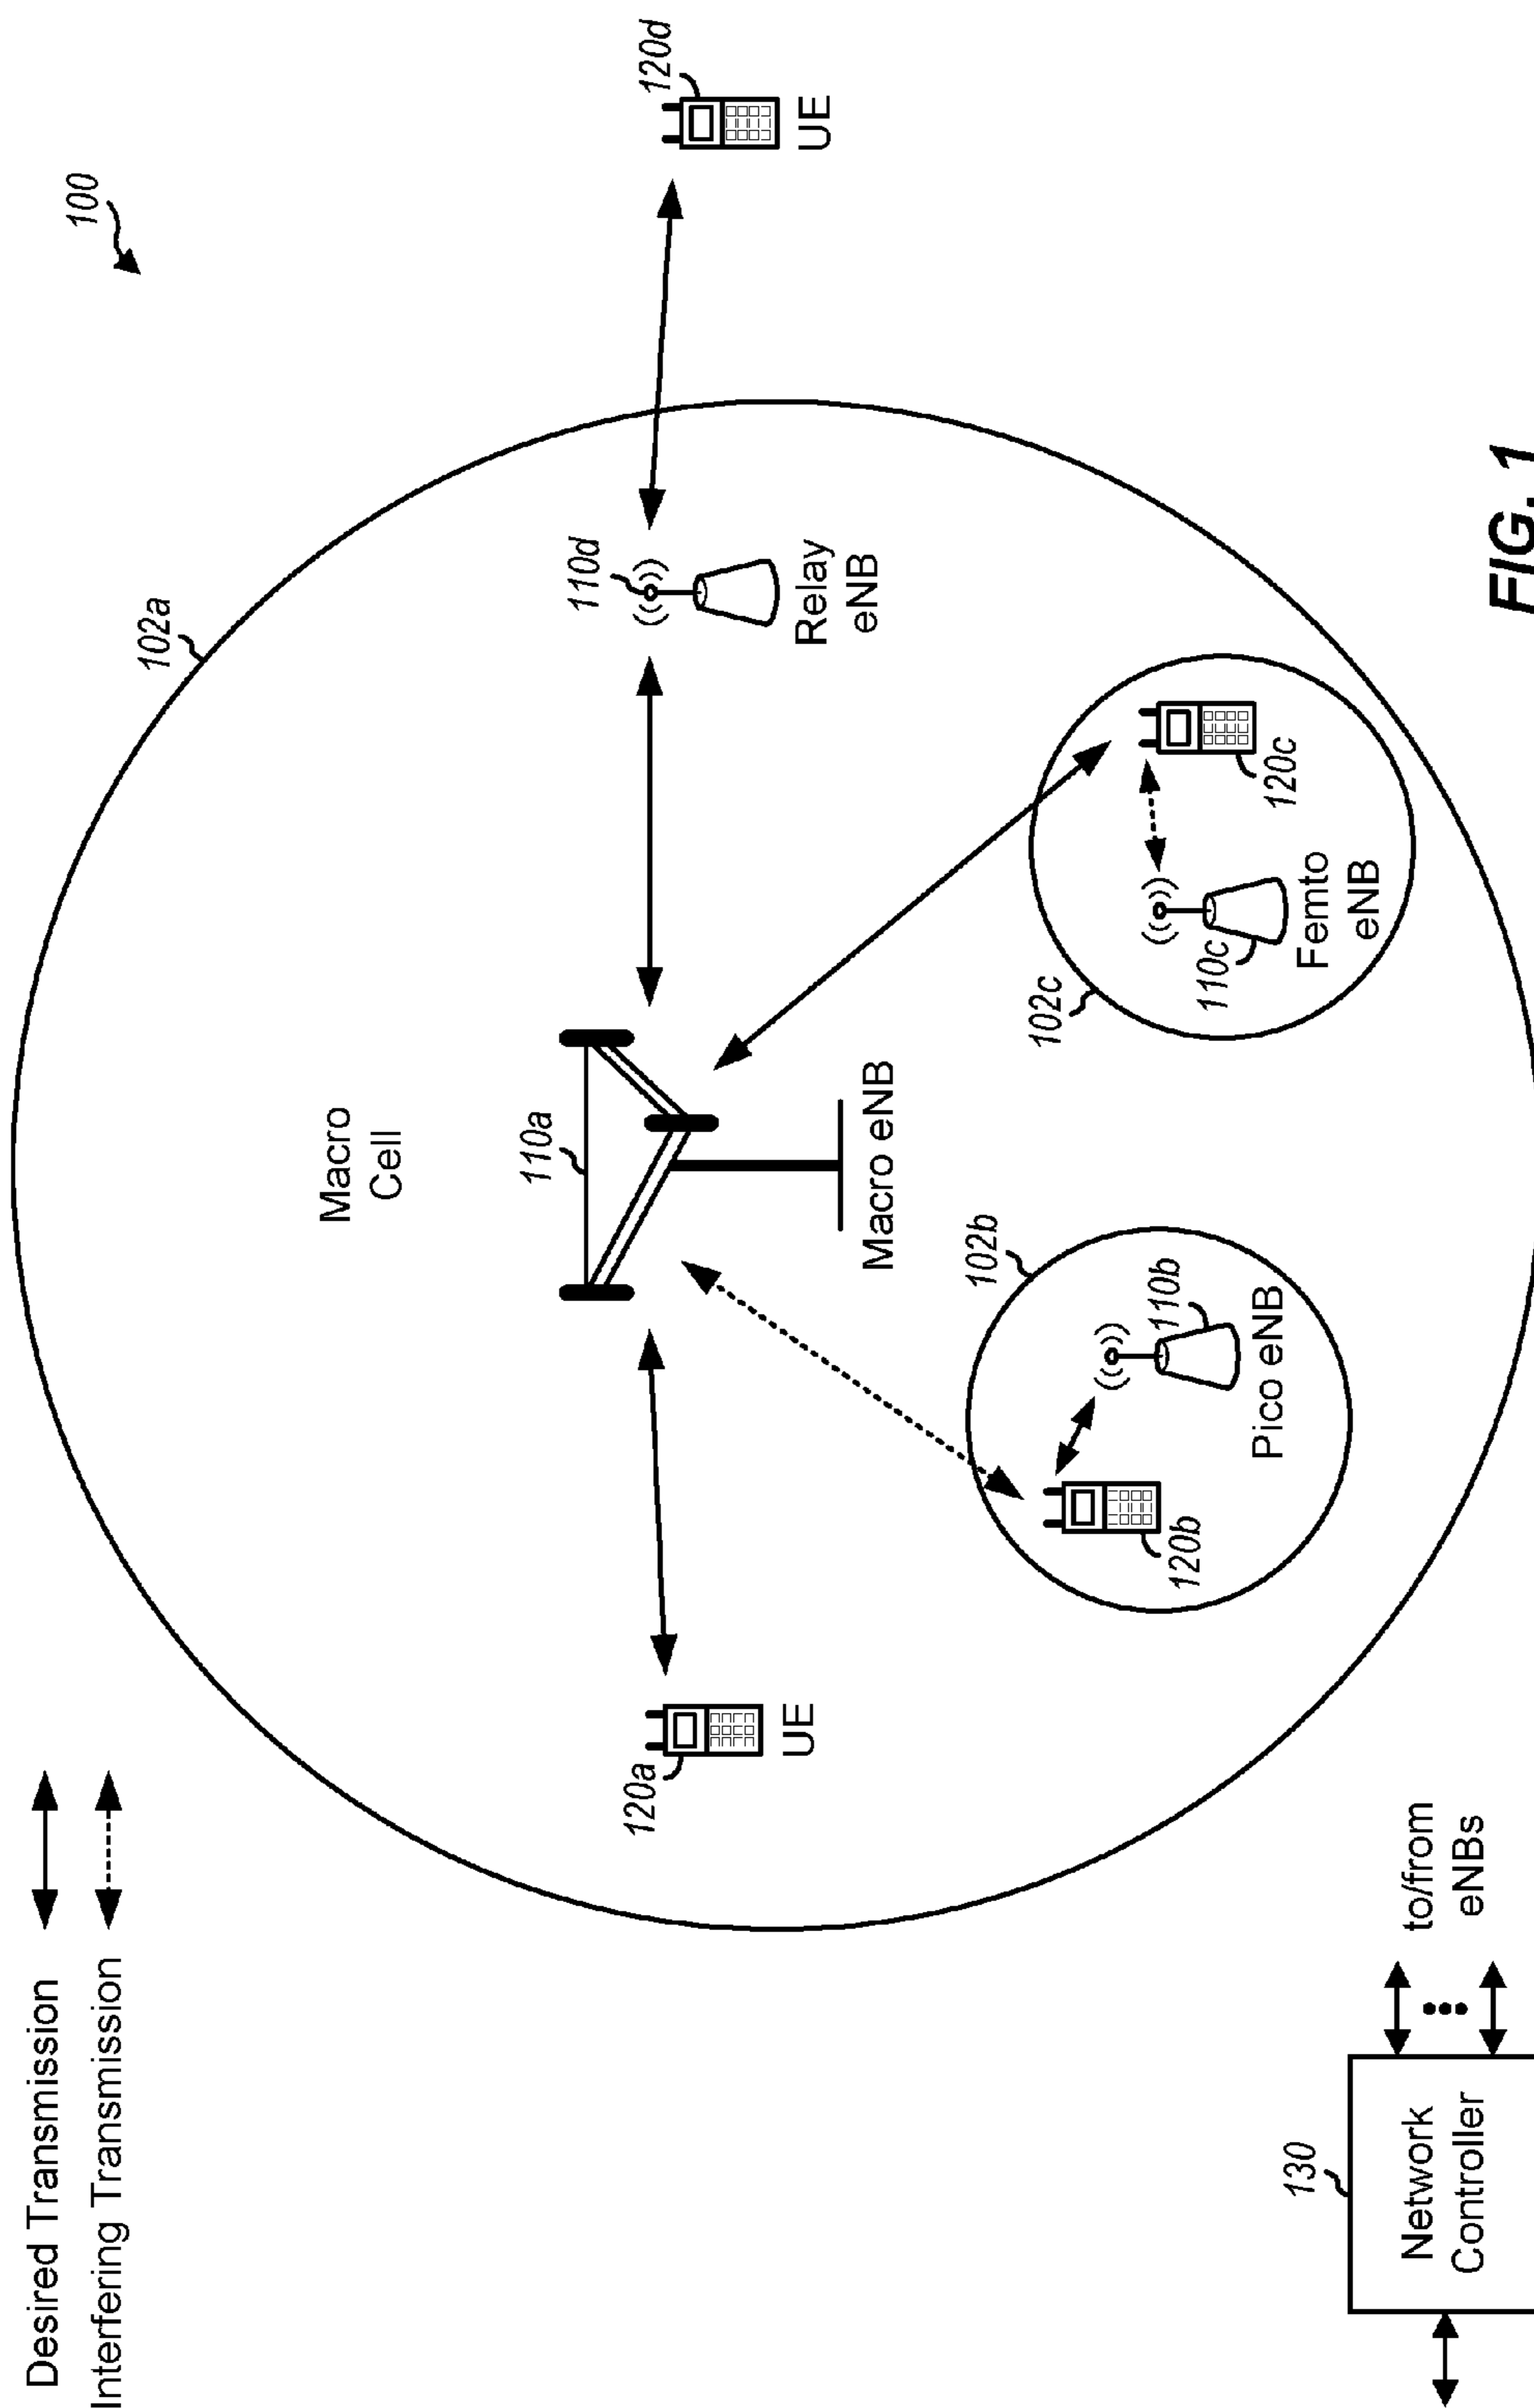 Desired Transmission
Interfering Transmission
100
102a
Macro
Cell
110a
110d
120d
120a
UE
Macro eNB
Relay
eNB
UE
102b
120b
110b
Pico eNB
102c
110c
120c
Femto
eNB
130
Network
Controller
to/from
eNBs
FIG. 1